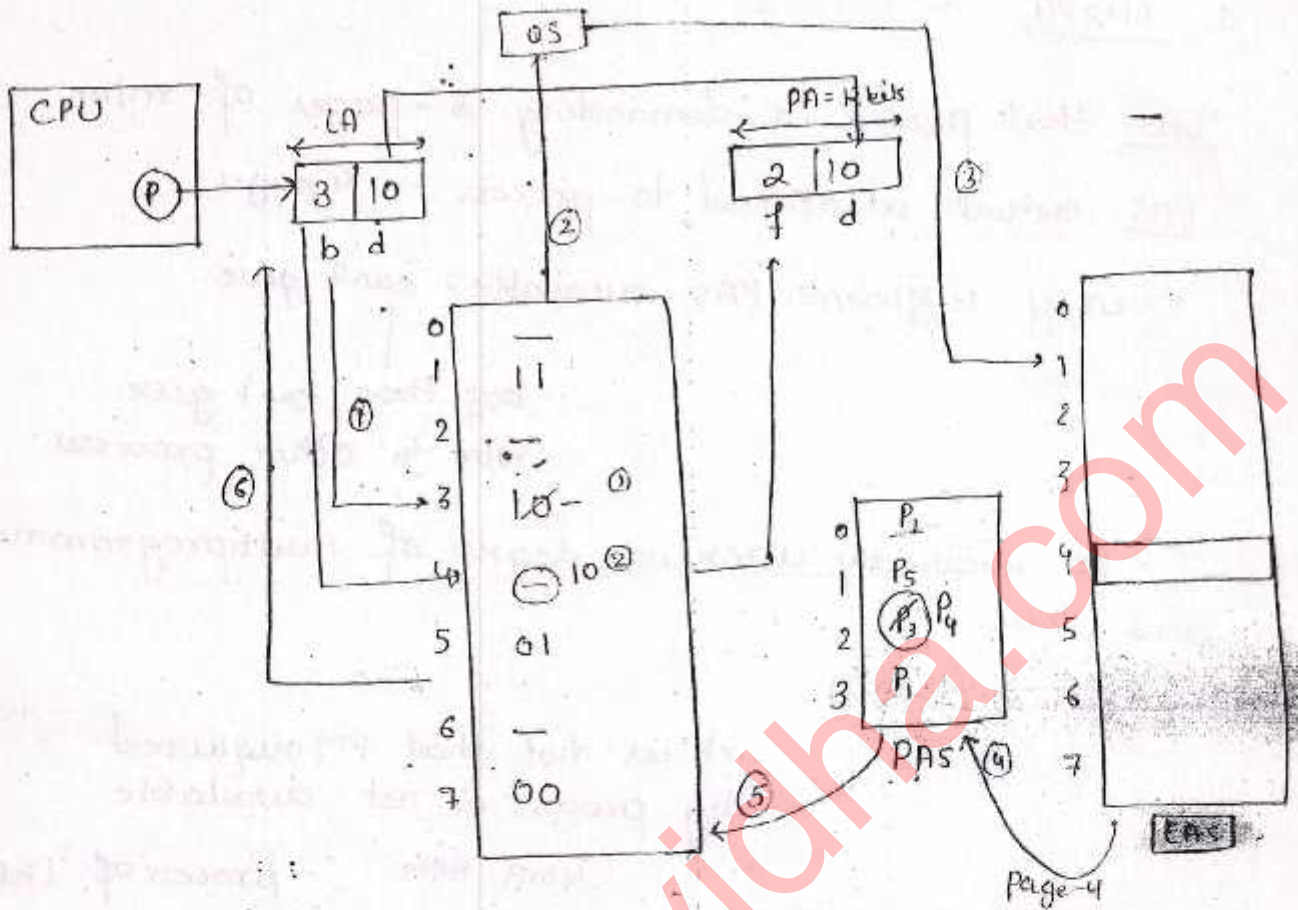 OS
CPU
LA
PA = 12 bits
P
3 10
2 10
b d
f d
②
③
0 —
1 11
2 —
①
⑥
3 10 - ①
4 — 10 ②
5 01
6 —
7 00
0 P2
1 P5
2 P3 P4
3 P1
PAS
④
⑤
0
1
2
3
4
5
6
7
LAS
page-4
vidha.com